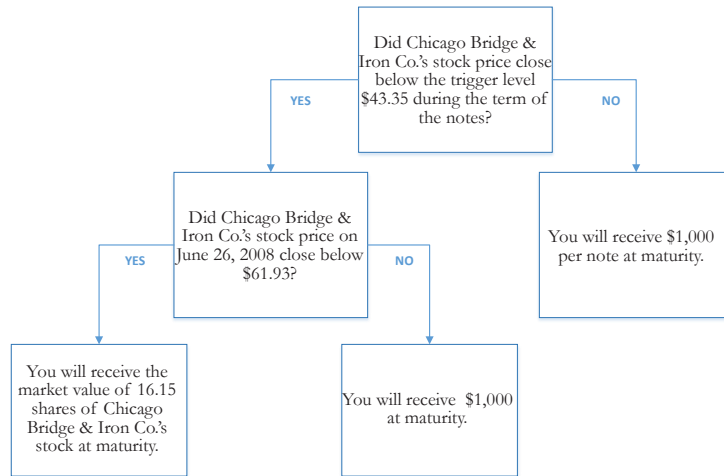 Did Chicago Bridge &
Iron Co.'s stock price close
below the trigger level
$43.35 during the term of
the notes?
YES
NO
Did Chicago Bridge &
Iron Co.'s stock price on
June 26, 2008 close below
$61.93?
You will receive $1,000
per note at maturity.
YES
NO
You will receive the
market value of 16.15
shares of Chicago
Bridge & Iron Co.'s
stock at maturity.
You will receive $1,000
at maturity.